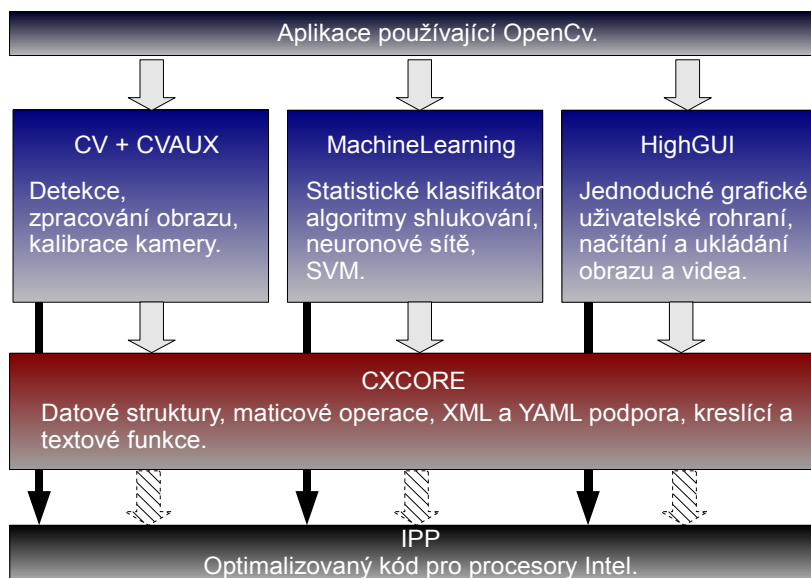 Aplikace používající OpenCv.
CV + CVAUX
Detekce,
zpracování obrazu,
kalibrace kamery.
MachineLearning
Statistické klasifikátor
algoritmy shlukování,
neuronové sítě,
SVM.
HighGUI
Jednoduché grafické
uživatelské rohraní,
načítání a ukládání
obrazu a videa.
CXCORE
Datové struktury, maticové operace, XML a YAML podpora, kreslící a
textové funkce.
IPP
Optimalizovaný kód pro procesory Intel.